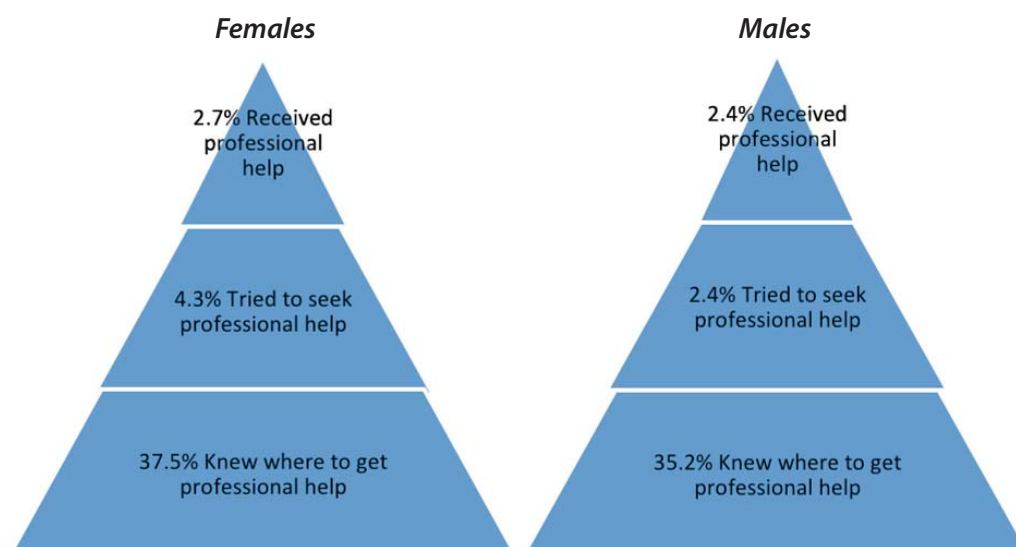 Females
2.7% Received
professional
help
4.3% Tried to seek
professional help
37.5% Knew where to get
professional help
Males
2.4% Received
professional
help
2.4% Tried to seek
professional help
35.2% Knew where to get
professional help